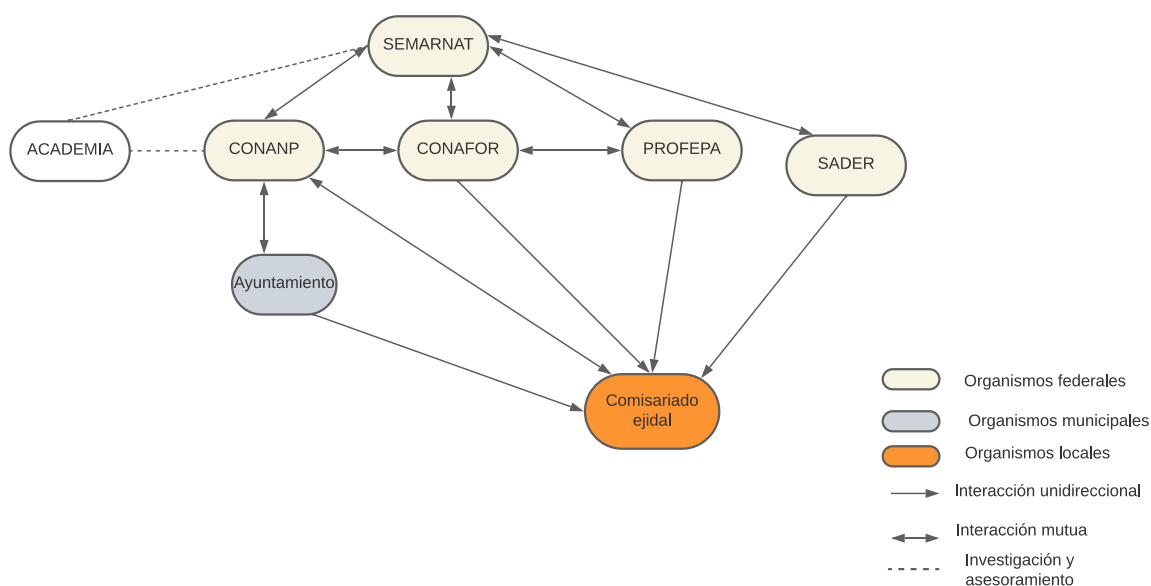 SEMARNAT
ACADEMIA
CONANP
CONAFOR
PROFEPA
SADER
Ayuntamiento
Comisariado
ejidal
Organismos federales
Organismos municipales
Organismos locales
Interacción unidireccional
Interacción mutua
Investigación y
asesoramiento